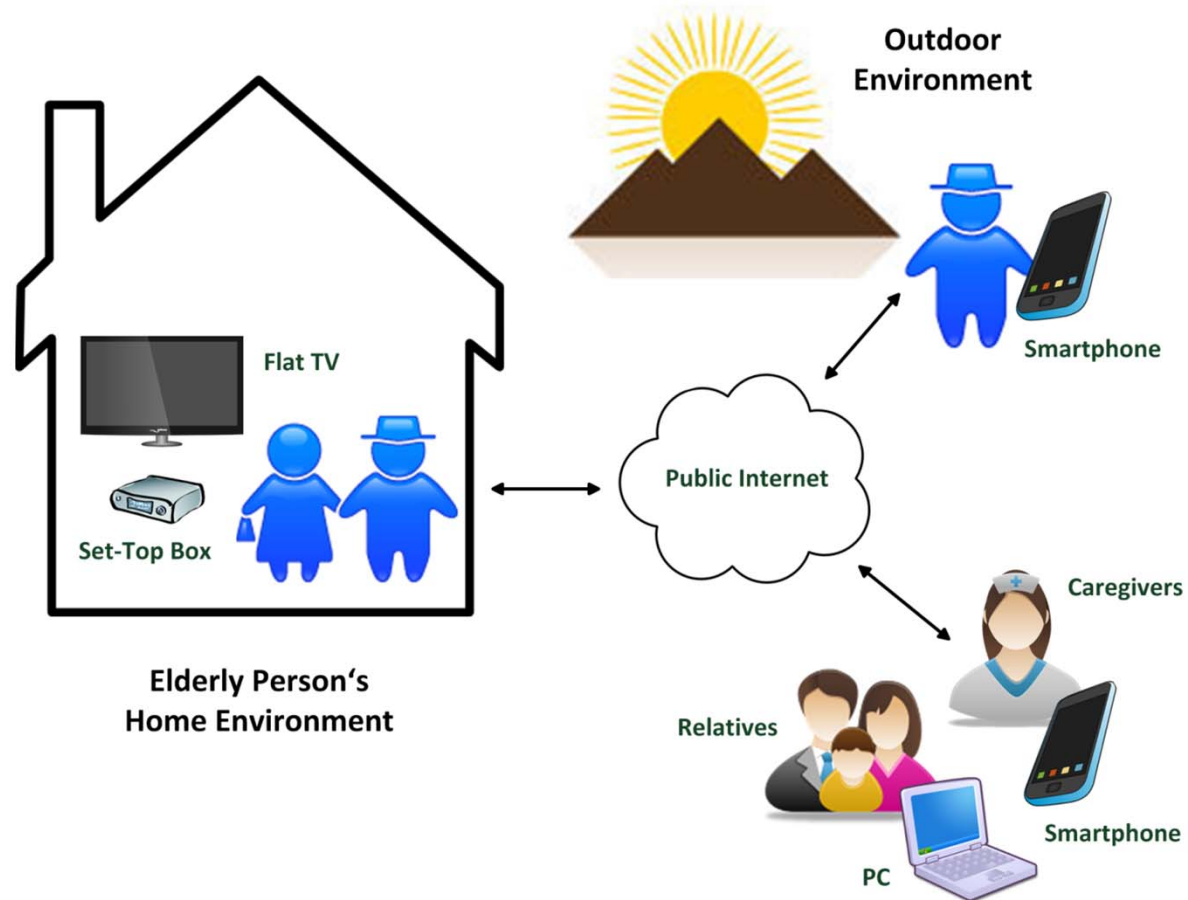 Outdoor
Environment
Smartphone
Flat TV
Set-Top Box
Public Internet
Elderly Person‘s
Home Environment
Caregivers
Relatives
Smartphone
PC